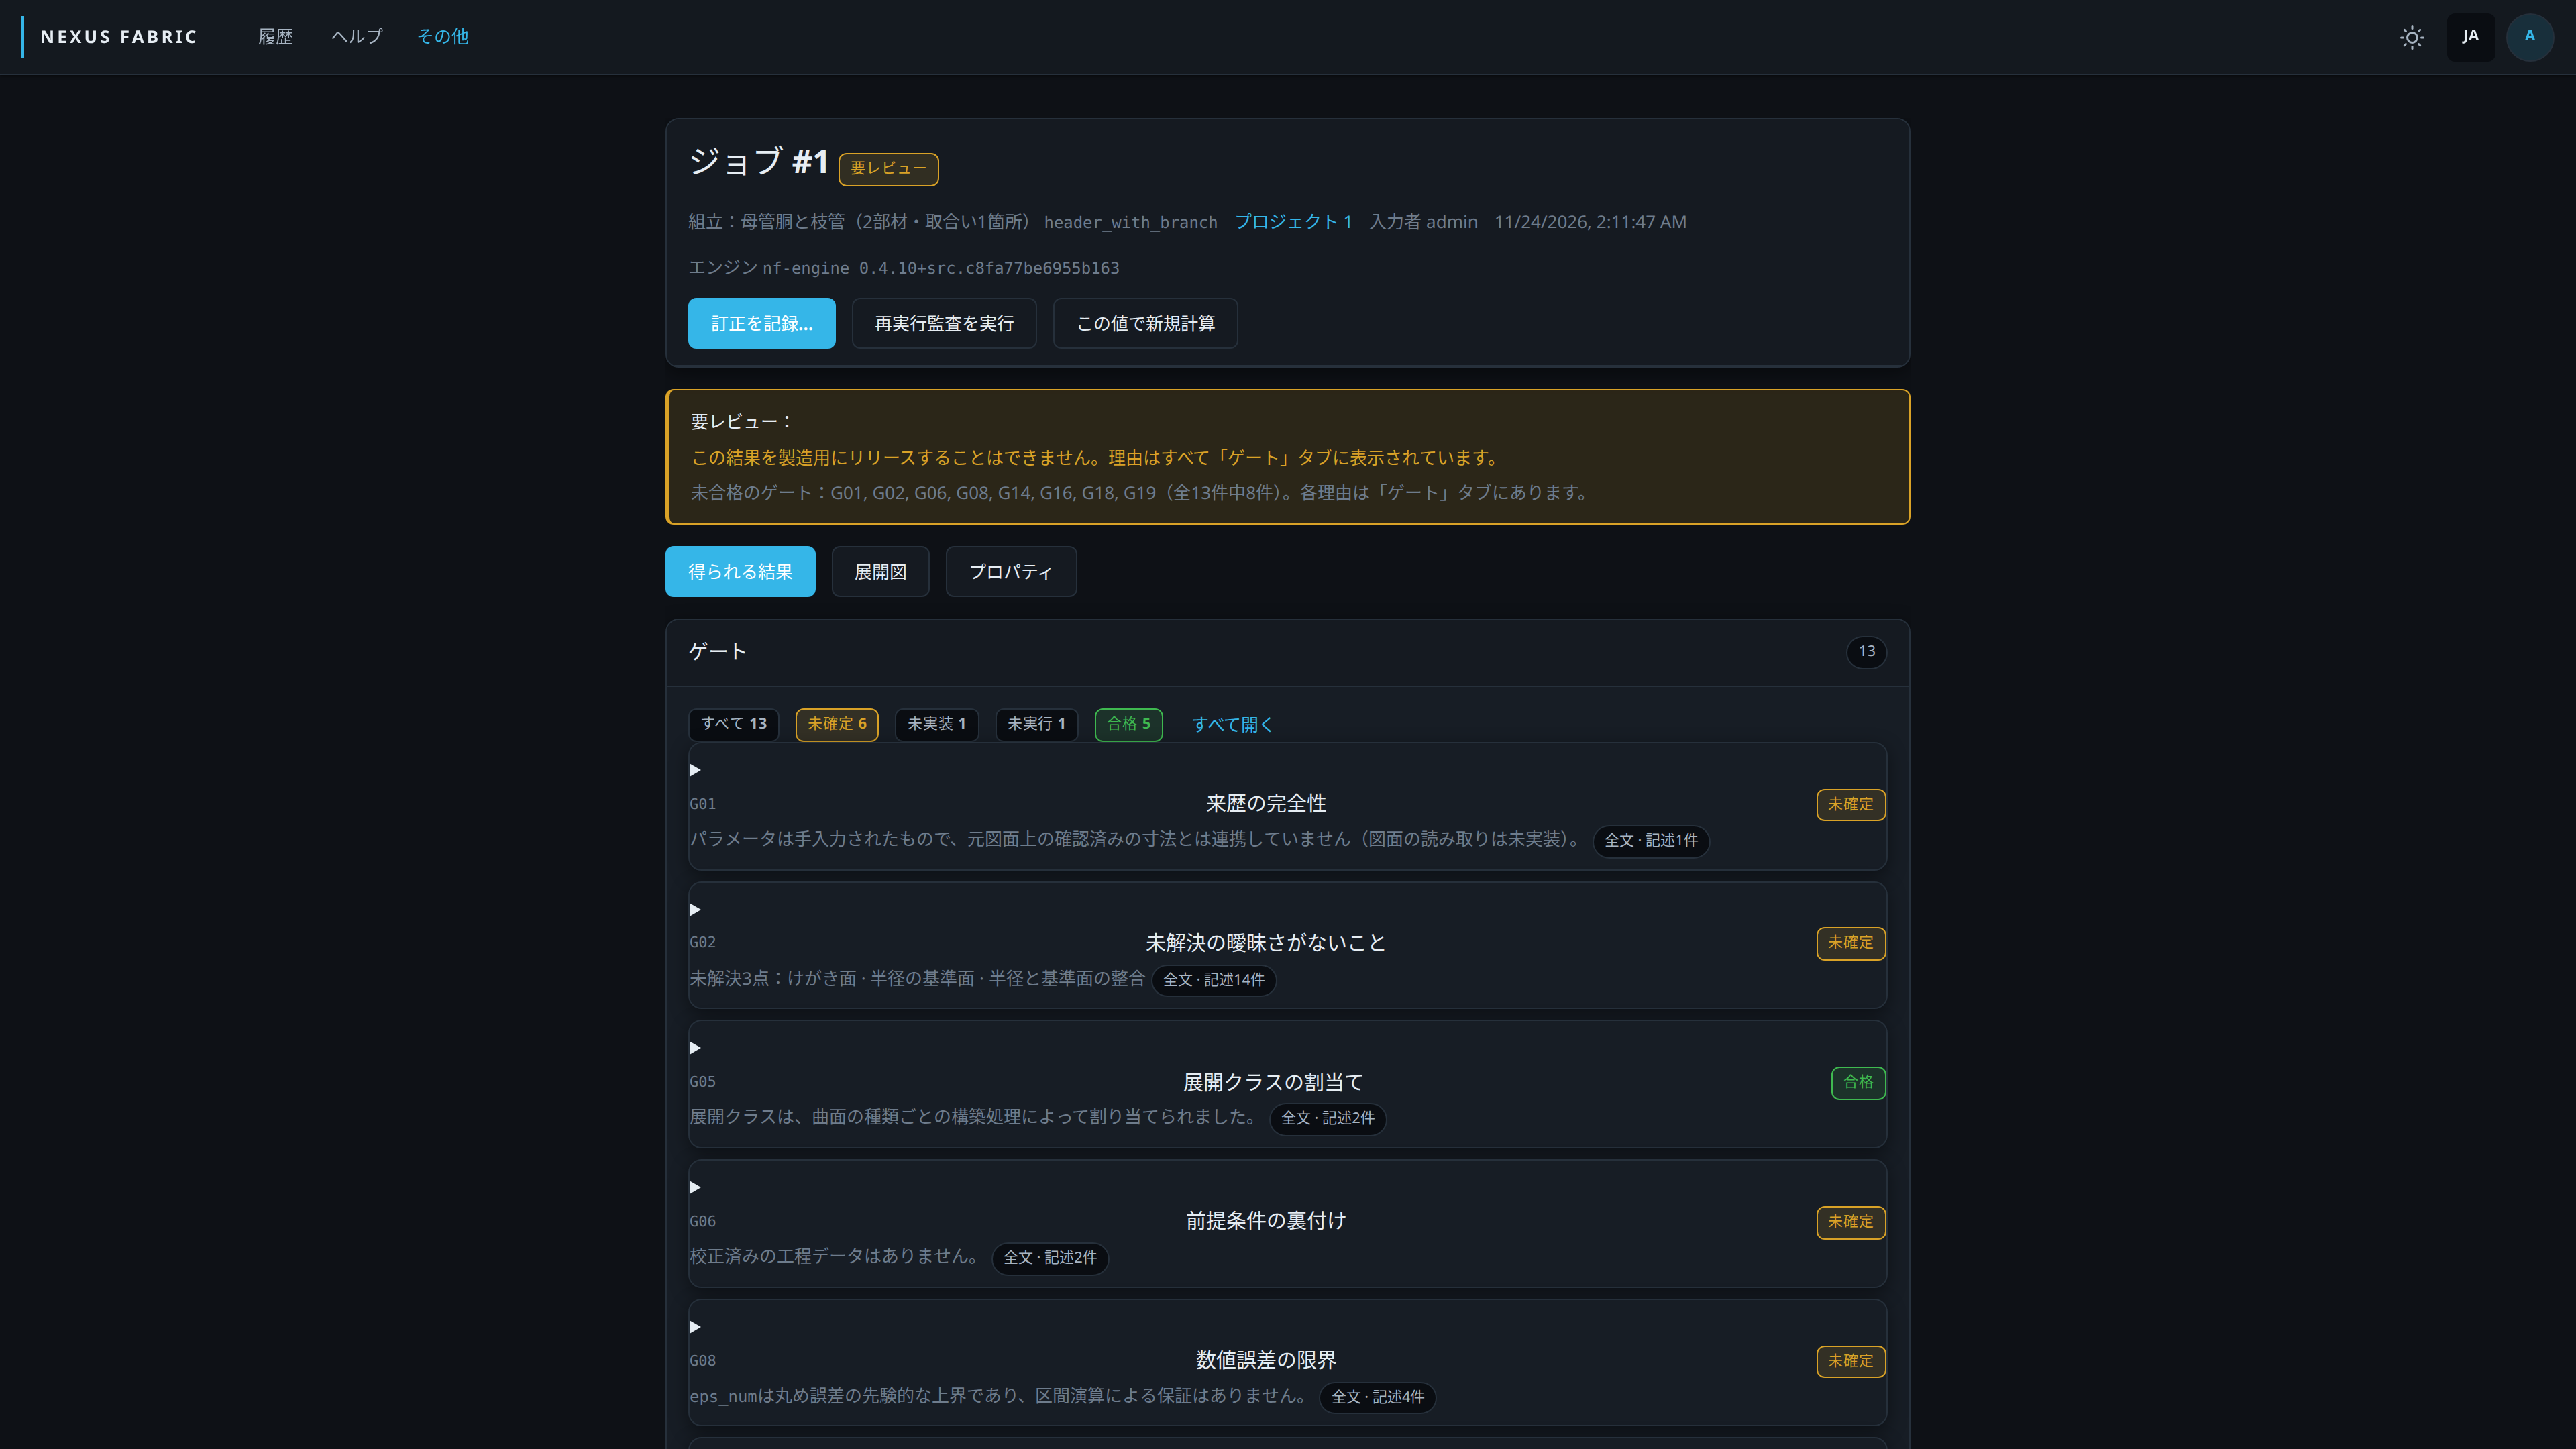 NEXUS FABRIC 履歴 ヘルプ その他 JA A
ジョブ #1 要レビュー
組立：母管胴と枝管（2部材・取合い1箇所） header_with_branch プロジェクト 1 入力者 admin 11/24/2026, 2:11:47 AM
エンジン nf-engine 0.4.10+src.c8fa77be6955b163
訂正を記録... 再実行監査を実行 この値で新規計算
要レビュー：
この結果を製造用にリリースすることはできません。理由はすべて「ゲート」タブに表示されています。
未合格のゲート：G01, G02, G06, G08, G14, G16, G18, G19（全13件中8件）。各理由は「ゲート」タブにあります。
得られる結果 展開図 プロパティ
ゲート 13
すべて 13 未確定 6 未実装 1 未実行 1 合格 5 すべて開く
G01 来歴の完全性 未確定
パラメータは手入力されたもので、元図面上の確認済みの寸法とは連携していません（図面の読み取りは未実装）。 全文 · 記述1件
G02 未解決の曖昧さがないこと 未確定
未解決3点：けがき面 · 半径の基準面 · 半径と基準面の整合 全文 · 記述14件
G05 展開クラスの割当て 合格
展開クラスは、曲面の種類ごとの構築処理によって割り当てられました。 全文 · 記述2件
G06 前提条件の裏付け 未確定
校正済みの工程データはありません。 全文 · 記述2件
G08 数値誤差の限界 未確定
eps_numは丸め誤差の先験的な上界であり、区間演算による保証はありません。 全文 · 記述4件